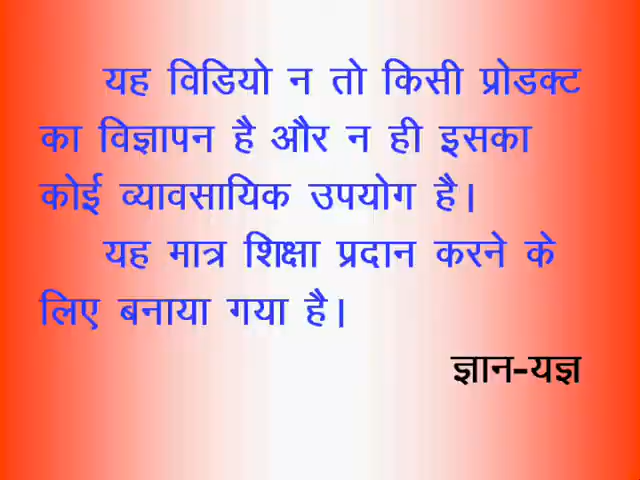 यह विडियो न तो किसी प्रोडक्ट
का विज्ञापन है और न ही इसका
कोई व्यावसायिक उपयोग है।
यह मात्र शिक्षा प्रदान करने के
लिए बनाया गया है।
ज्ञान-यज्ञ